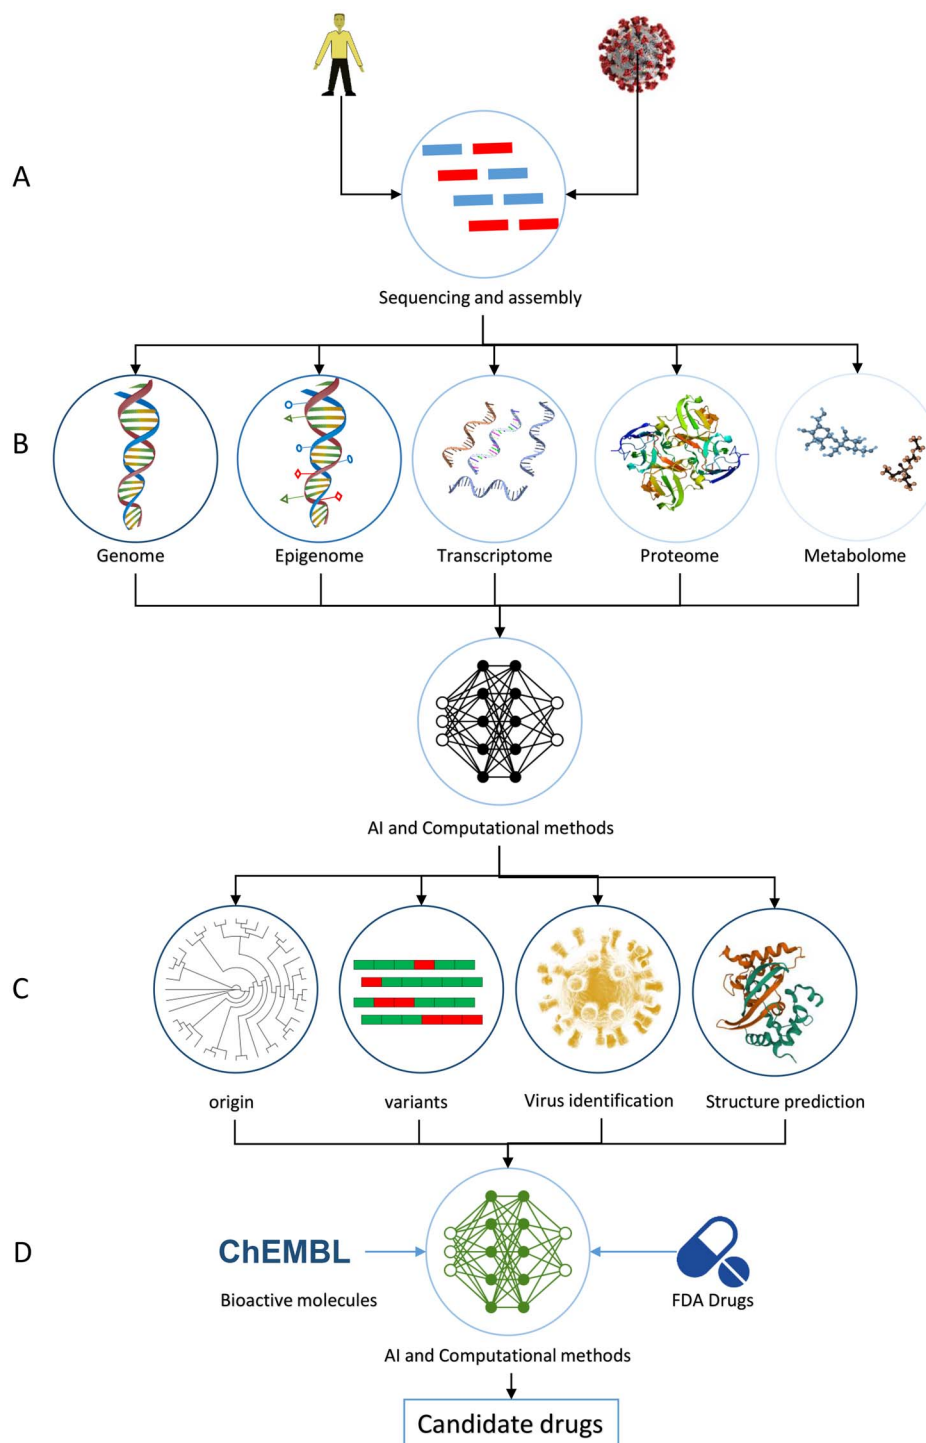 A
Sequencing and assembly
B
Genome
Epigenome
Transcriptome
Proteome
Metabolome
AI and Computational methods
C
origin
variants
Virus identification
Structure prediction
D
ChEMBL
Bioactive molecules
FDA Drugs
AI and Computational methods
Candidate drugs